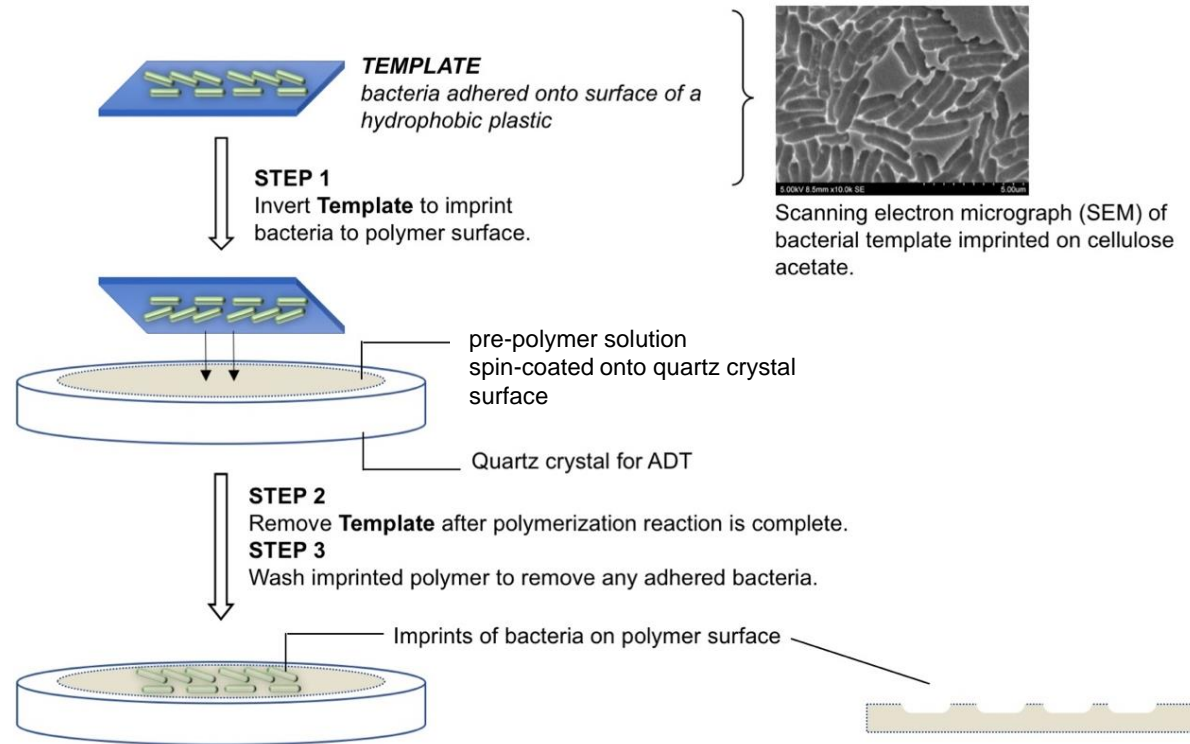 TEMPLATE
bacteria adhered onto surface of a
hydrophobic plastic
5.00kV 8.5mm x10.0k SE
5.00um
Scanning electron micrograph (SEM) of
bacterial template imprinted on cellulose
acetate.
STEP 1
Invert Template to imprint
bacteria to polymer surface.
pre-polymer solution
spin-coated onto quartz crystal
surface
Quartz crystal for ADT
STEP 2
Remove Template after polymerization reaction is complete.
STEP 3
Wash imprinted polymer to remove any adhered bacteria.
Imprints of bacteria on polymer surface